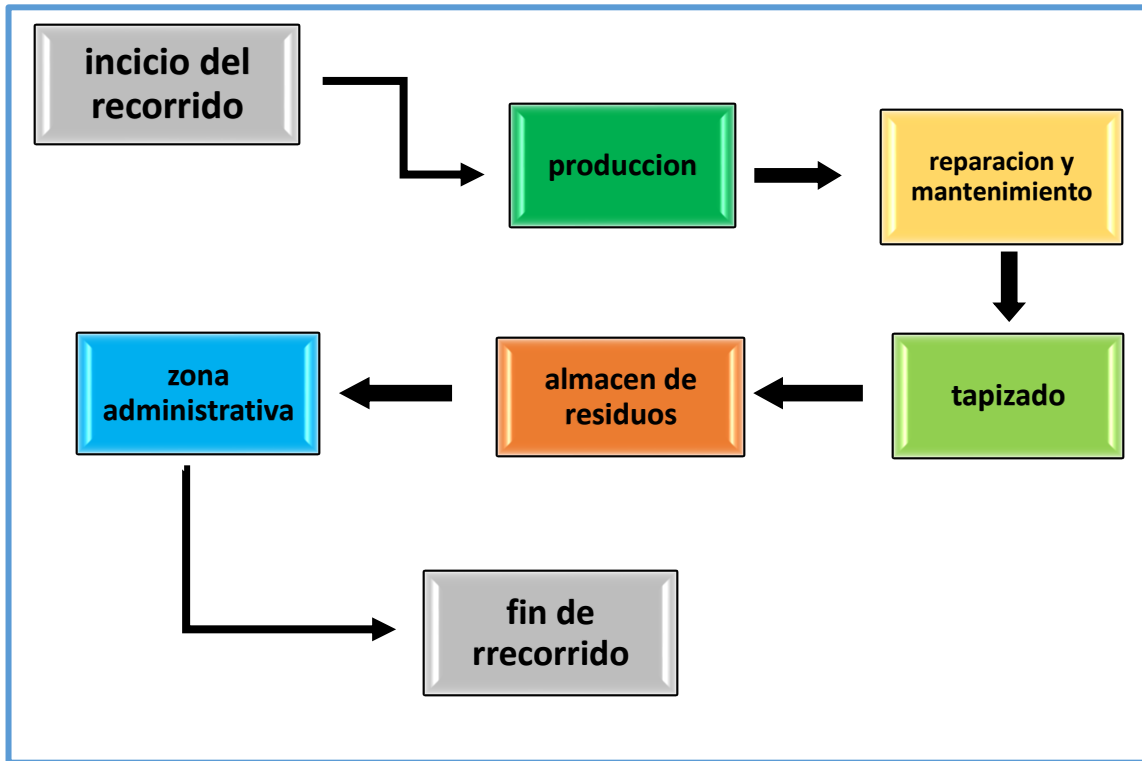 incicio del
recorrido
produccion
reparacion y
mantenimiento
tapizado
almacen de
residuos
zona
administrativa
fin de
rrecorrido